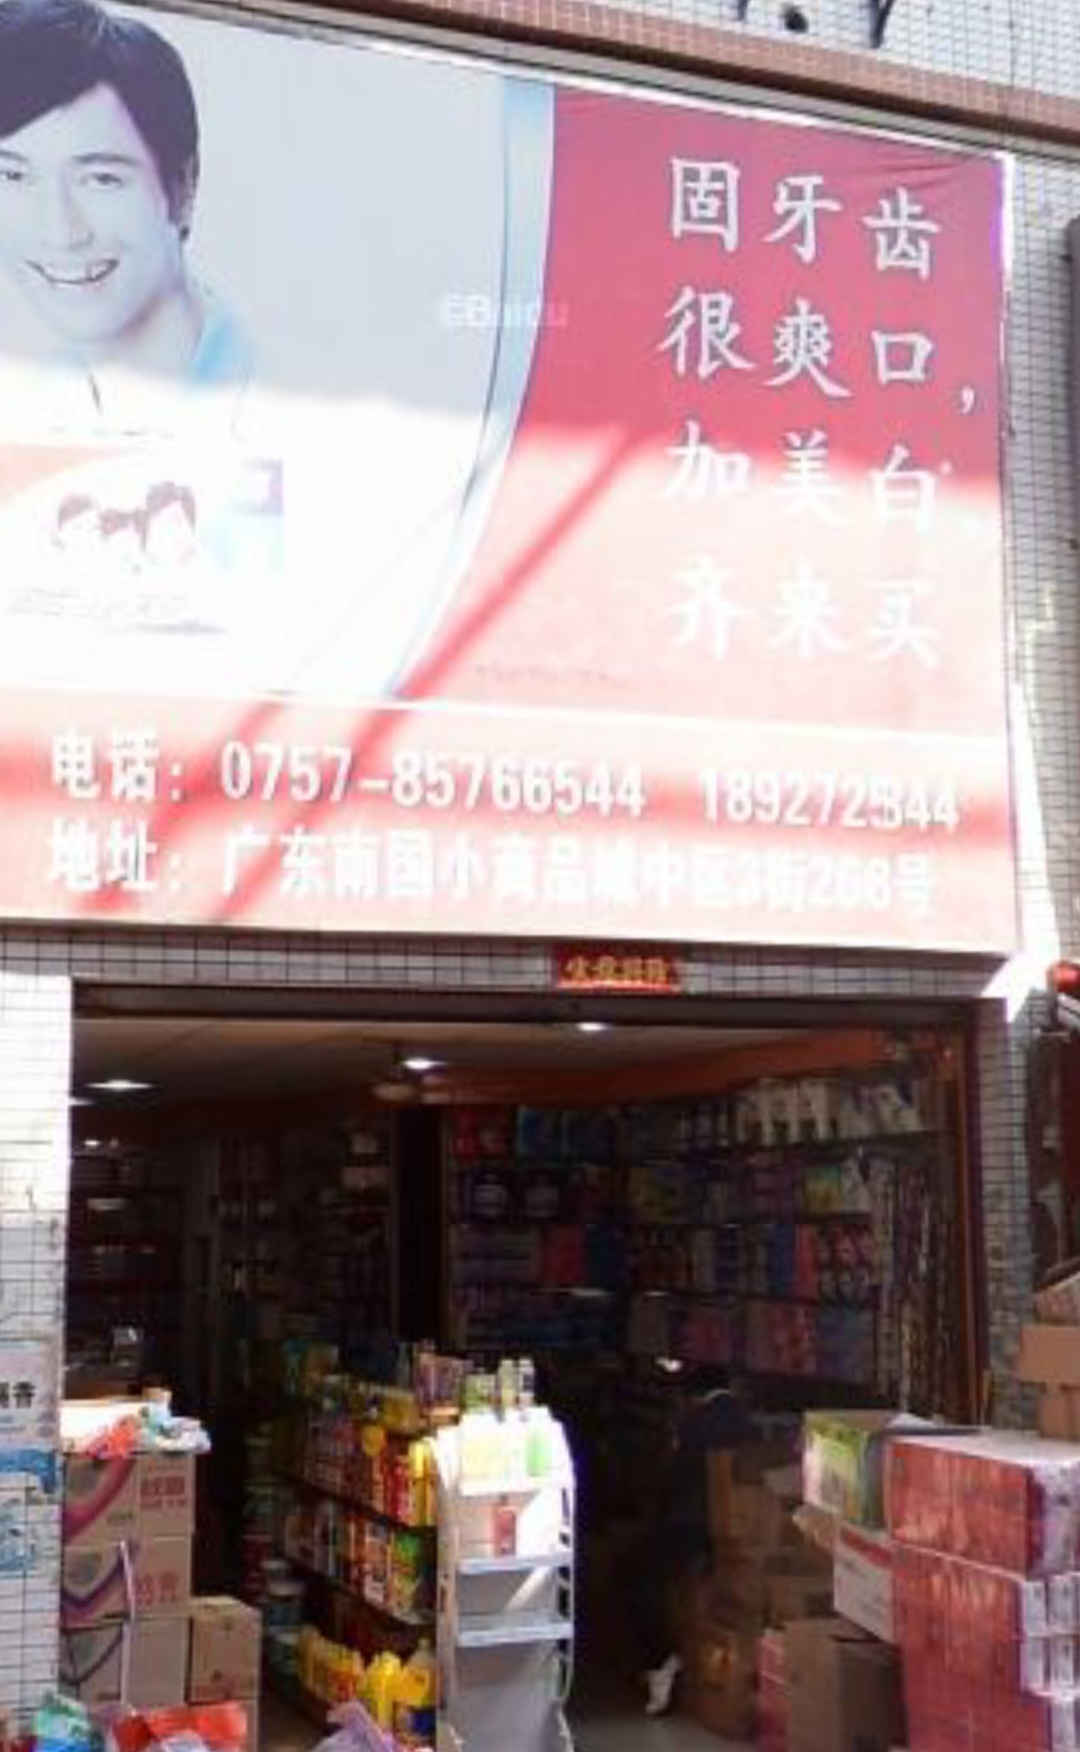 固牙齿
很爽口，
加美白
齐来买
电话：0757-85766544
地址：广东南国小商品城中区3街268号